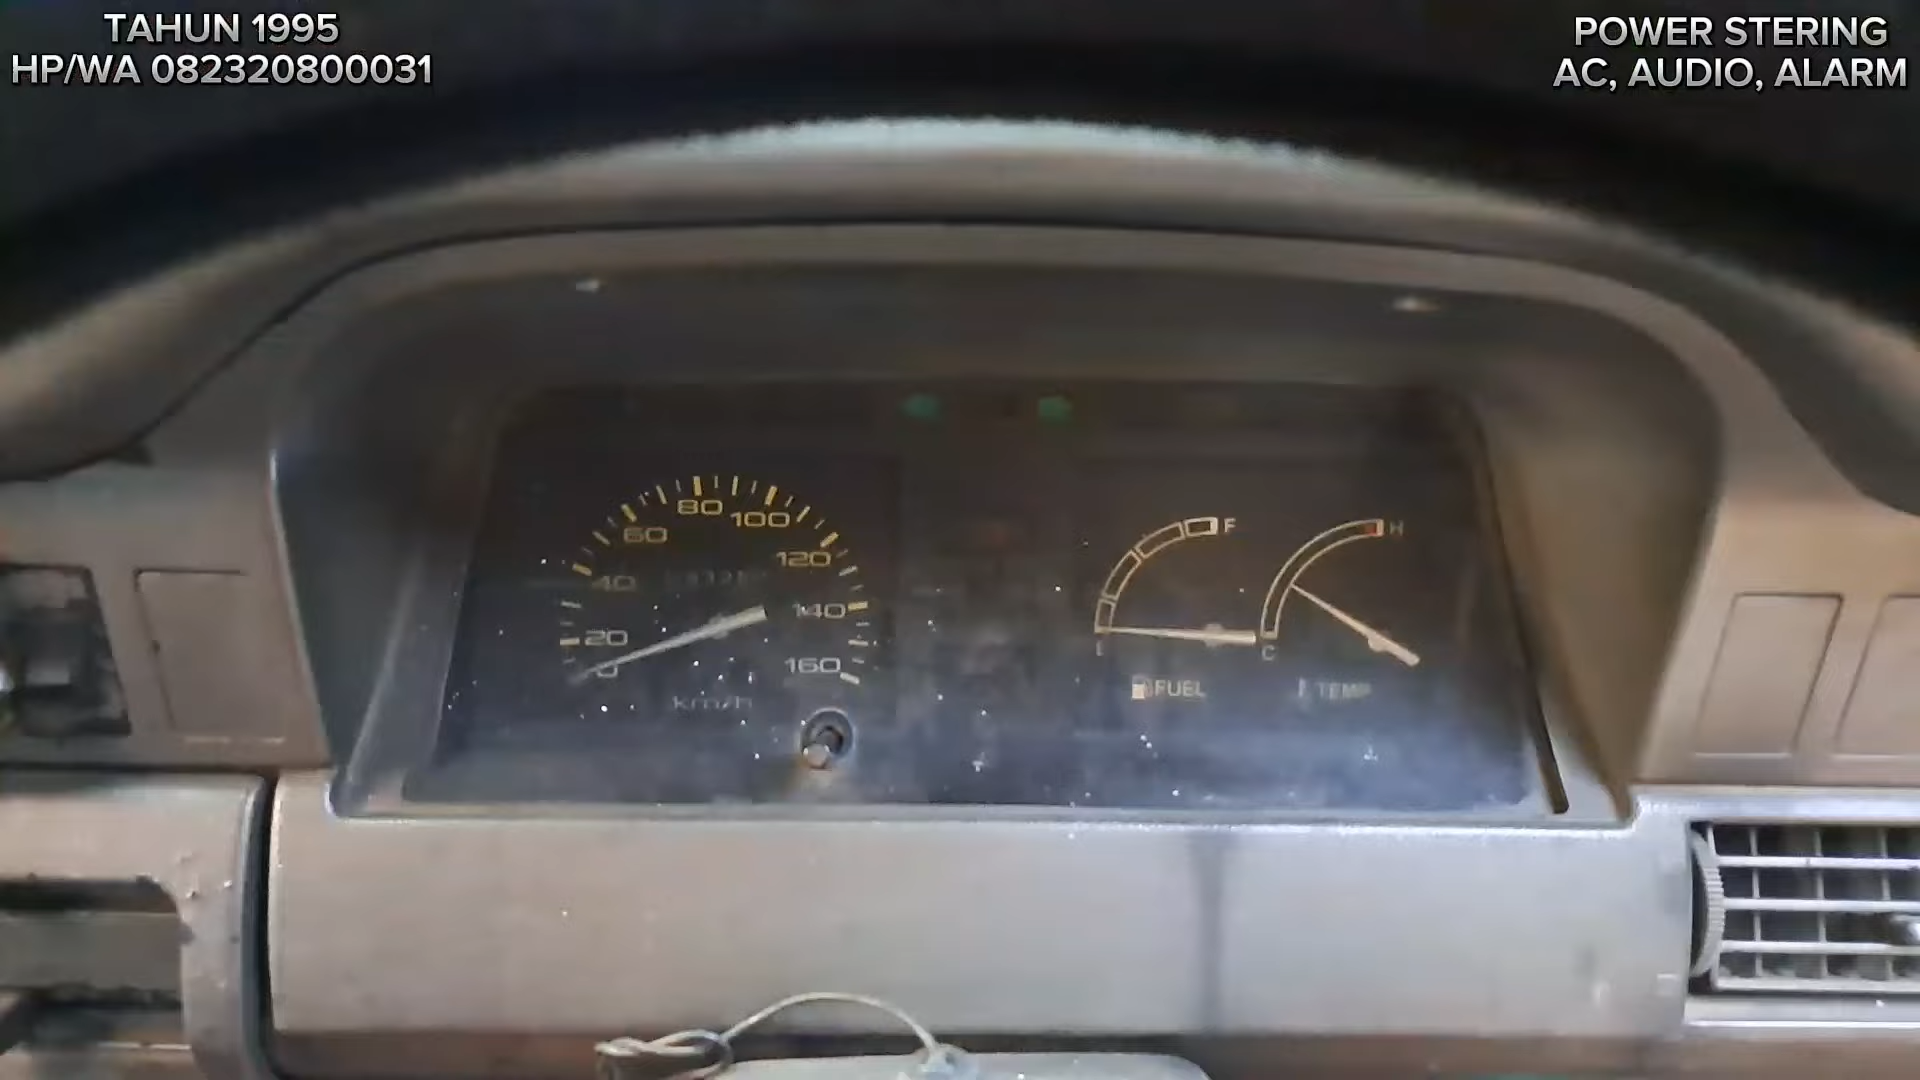 TAHUN 1995
HP/WA 082320800031
POWER STERING
AC, AUDIO, ALARM
80
100
60
120
40
140
20
160
0
km/h
F
H
C
FUEL
TEMP